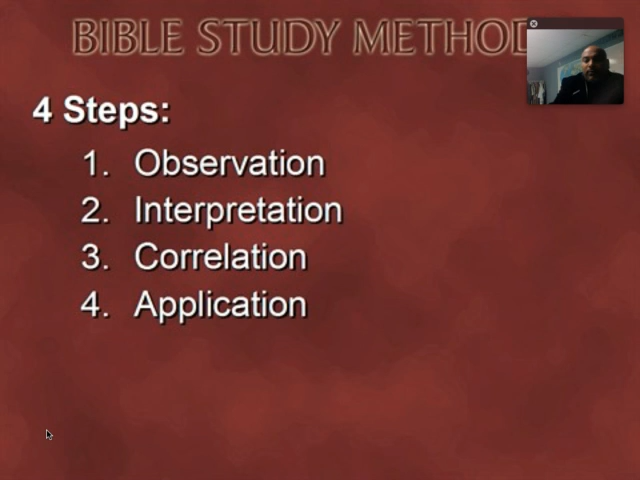 BIBLE STUDY METHOD
4 Steps:
1. Observation
2. Interpretation
3. Correlation
4. Application